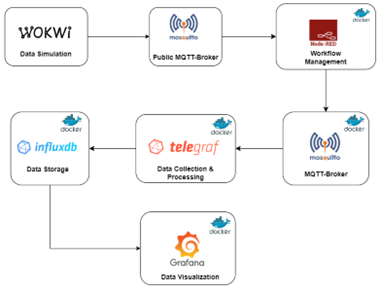 WOKWI
Data Simulation
mosquitto
Public MQTT-Broker
docker
Node-RED
Workflow
Management
docker
influxdb
Data Storage
docker
telegraf
Data Collection &
Processing
docker
mosquitto
MQTT-Broker
docker
Grafana
Data Visualization